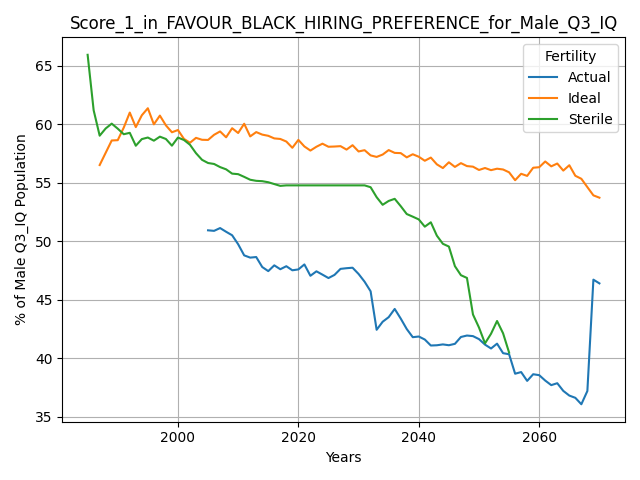 Score_1_in_FAVOUR_BLACK_HIRING_PREFERENCE_for_Male_Q3_IQ
Fertility
Actual
Ideal
Sterile
% of Male Q3_IQ Population
65
60
55
50
45
40
35
2000
2020
2040
2060
Years